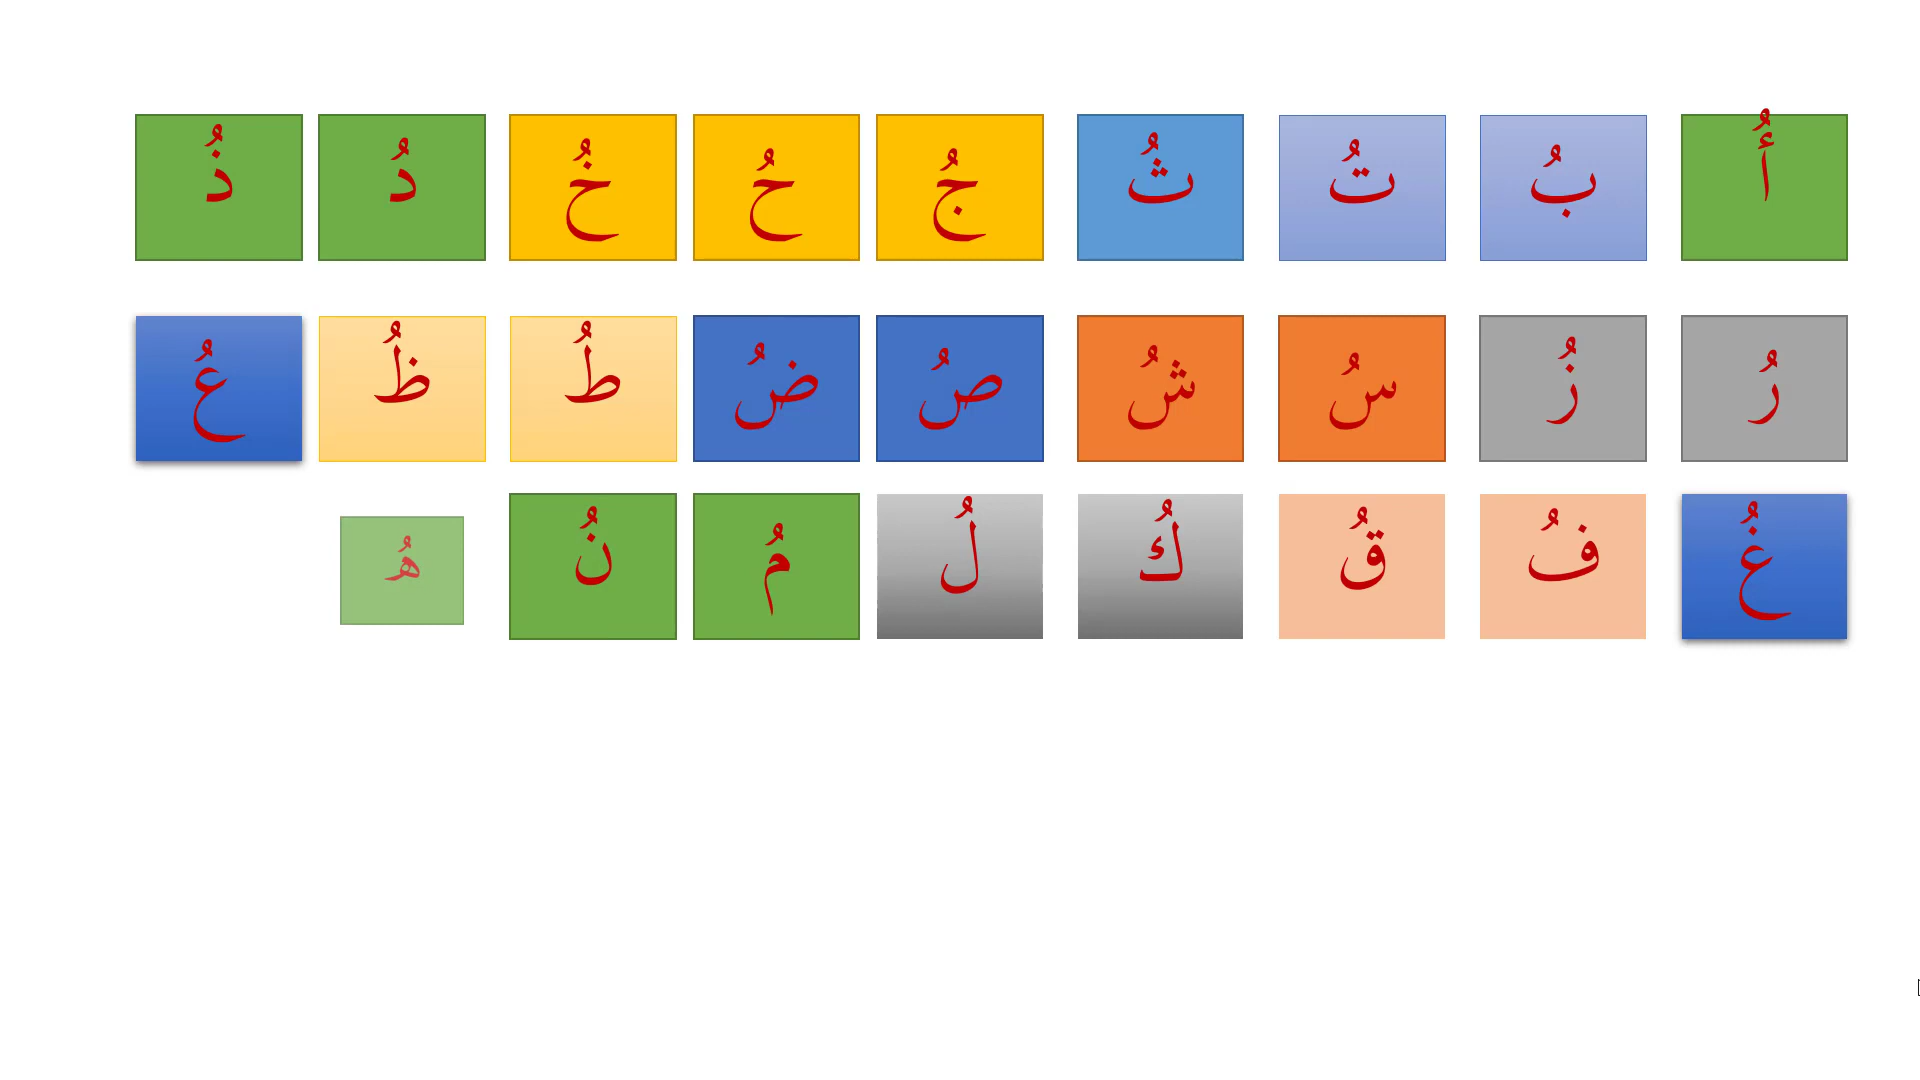 أُ بُ تُ ثُ جُ حُ خُ دُ ذُ
رُ زُ سُ شُ صُ ضُ طُ ظُ عُ
غُ فُ قُ كُ لُ مُ نُ هُ